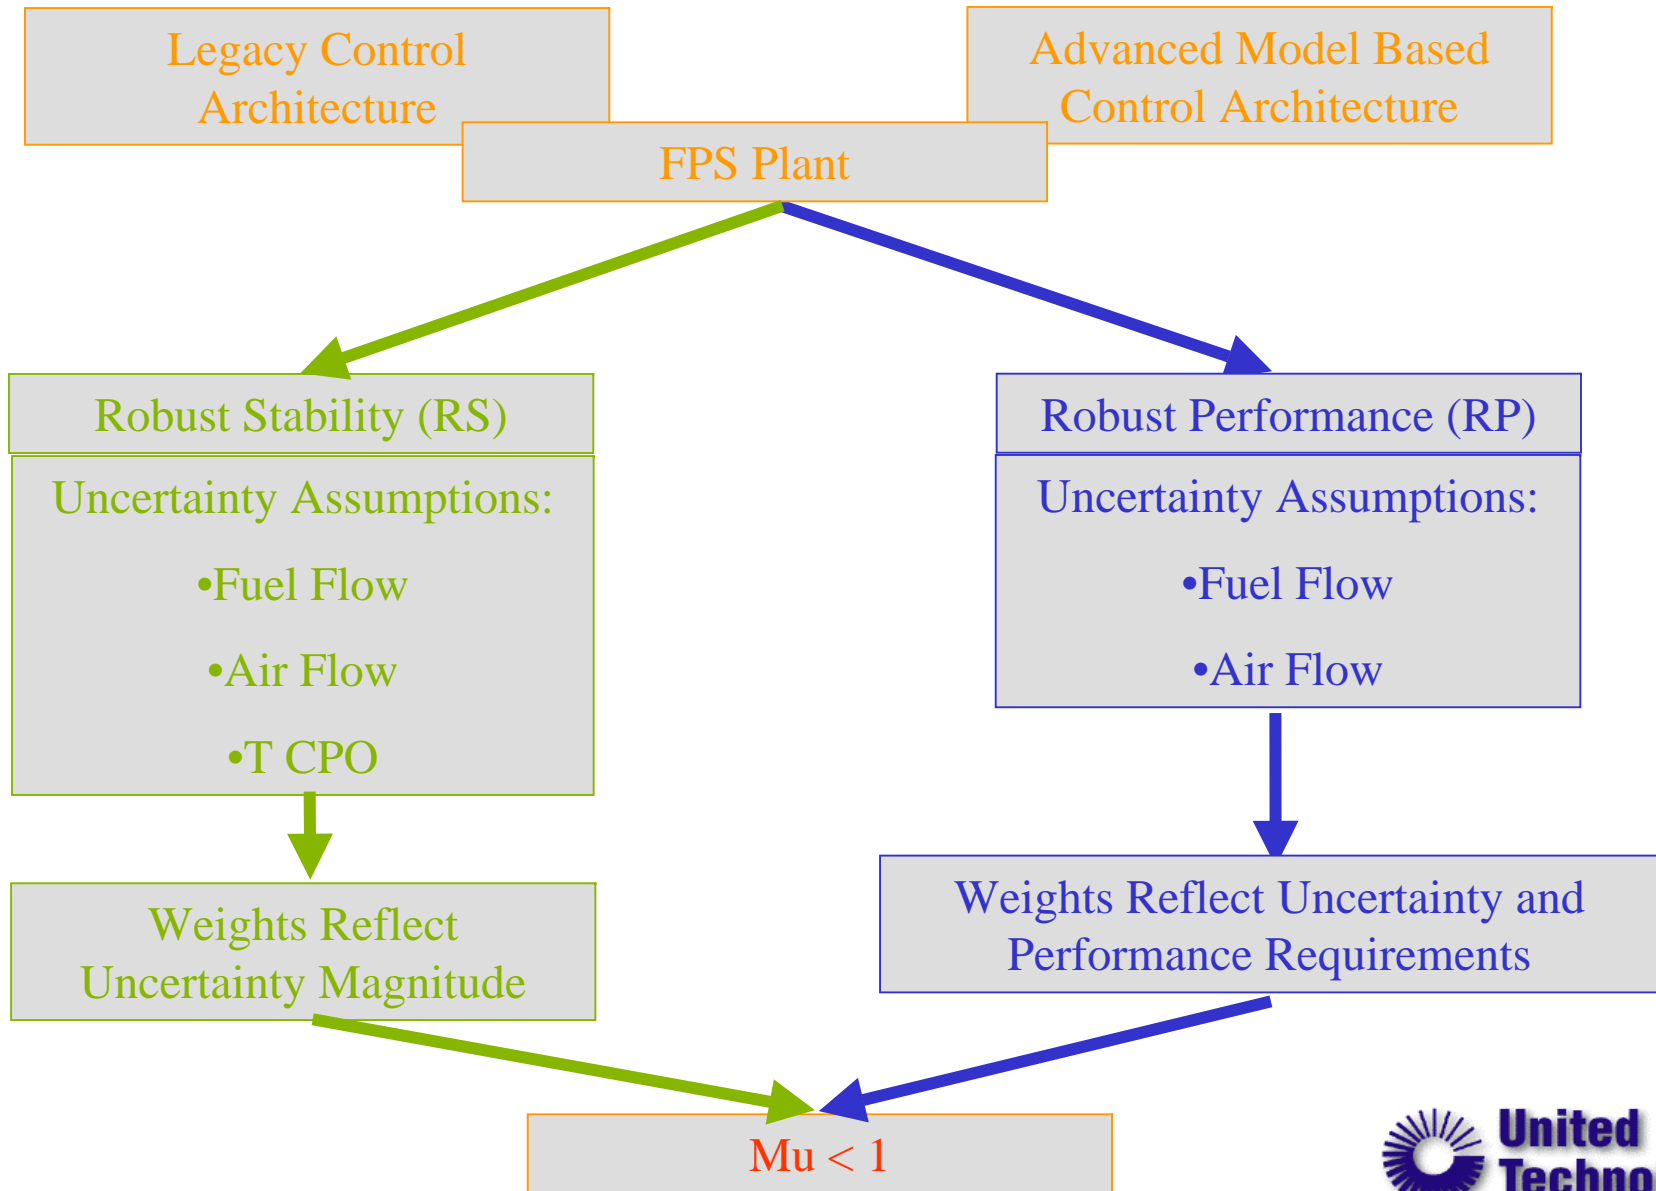 Legacy Control
Architecture
Advanced Model Based
Control Architecture
FPS Plant
Robust Stability (RS)
Uncertainty Assumptions:
•Fuel Flow
•Air Flow
•T CPO
Weights Reflect
Uncertainty Magnitude
Robust Performance (RP)
Uncertainty Assumptions:
•Fuel Flow
•Air Flow
Weights Reflect Uncertainty and
Performance Requirements
Mu < 1
United
Techno